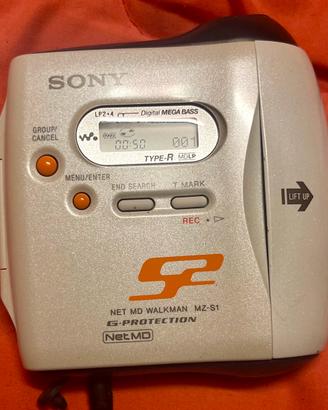 SONY
LP2•4 Digital MEGA BASS
GROUP/
CANCEL
00:50 001
TYPE-R MDLP
MENU/ENTER
END SEARCH T MARK
REC
LIFT UP
S2
NET MD WALKMAN MZ-S1
G-PROTECTION
NetMD